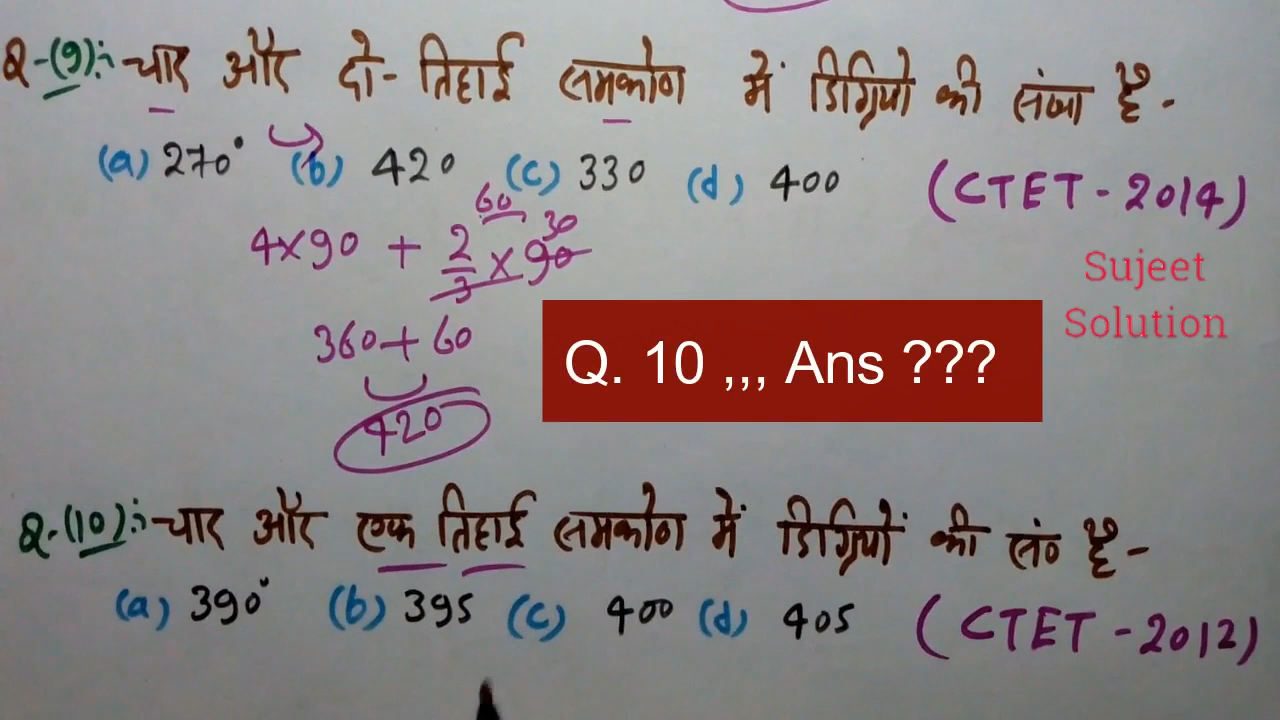 Q-(9):- चार और दो-तिहाई समकोण में डिग्रियों की संख्या है -
(a) 270° (b) 420 (c) 330 (d) 400 (CTET-2014)
4×90 + 2/3 × 90 30 60
Sujeet
Solution
360+60
Q. 10 ,,, Ans ???
420
Q-(10):- चार और एक तिहाई समकोण में डिग्रियों की सं० है -
(a) 390° (b) 395 (c) 400 (d) 405 (CTET-2012)